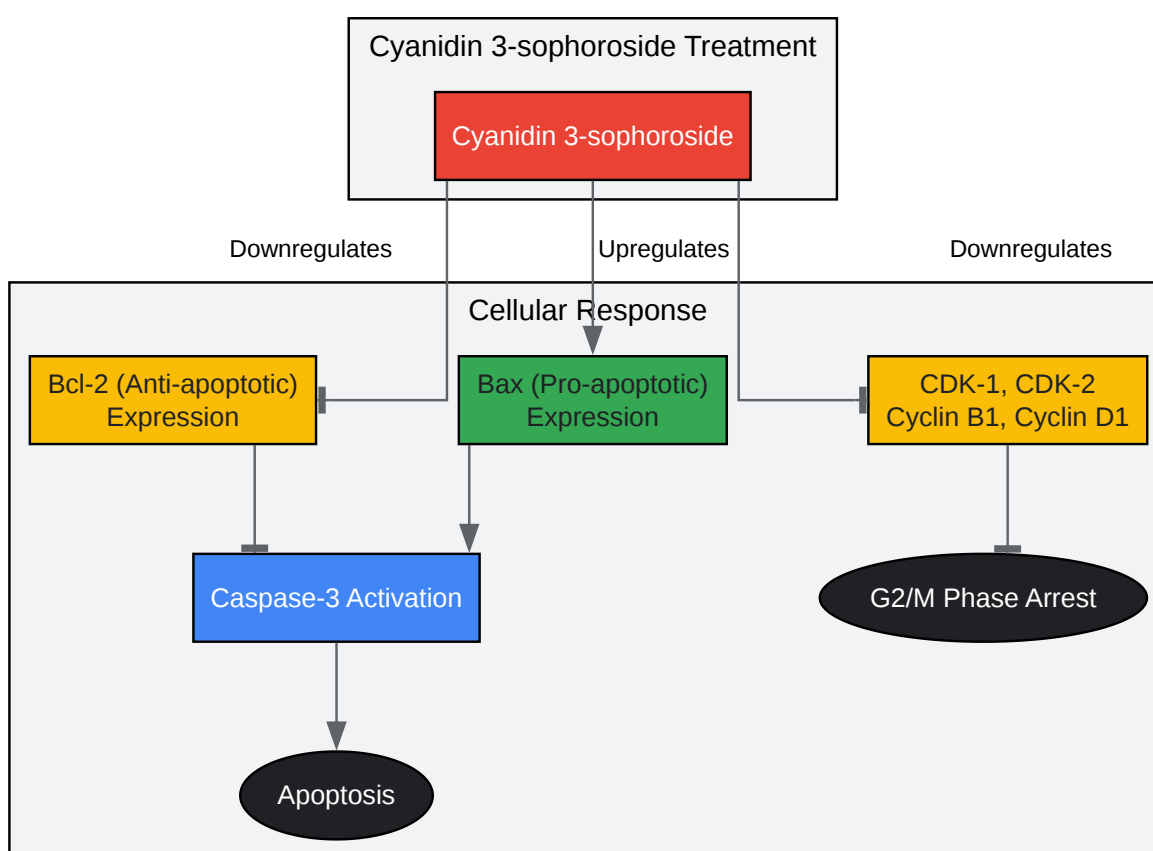 Cyanidin 3-sophoroside Treatment
Cyanidin 3-sophoroside
Downregulates
Upregulates
Downregulates
Cellular Response
Bcl-2 (Anti-apoptotic)
Expression
Bax (Pro-apoptotic)
Expression
CDK-1, CDK-2
Cyclin B1, Cyclin D1
Caspase-3 Activation
G2/M Phase Arrest
Apoptosis